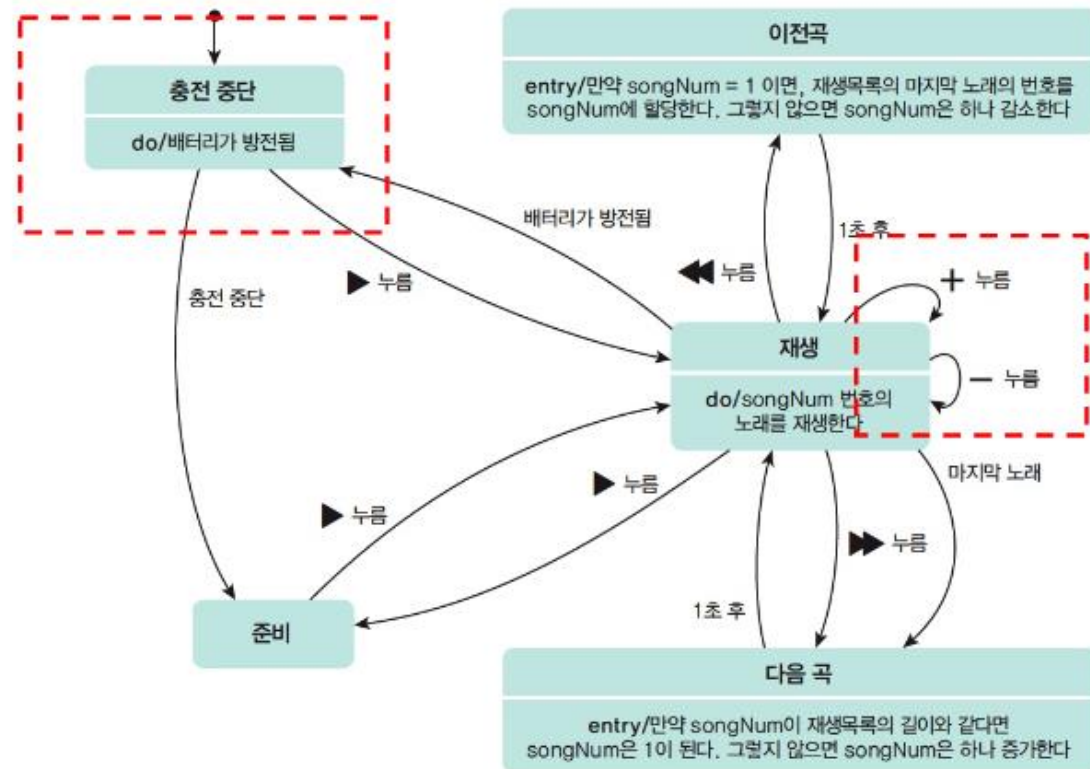 충전 중단
do/배터리가 방전됨
이전곡
entry/만약 songNum = 1 이면, 재생목록의 마지막 노래의 번호를
songNum에 할당한다. 그렇지 않으면 songNum은 하나 감소한다
배터리가 방전됨
1초 후
◀◀ 누름
▶ 누름
충전 중단
+ 누름
재생
− 누름
do/songNum 번호의
노래를 재생한다
마지막 노래
▶ 누름
▶ 누름
▶▶ 누름
1초 후
준비
다음 곡
entry/만약 songNum이 재생목록의 길이와 같다면
songNum은 1이 된다. 그렇지 않으면 songNum은 하나 증가한다